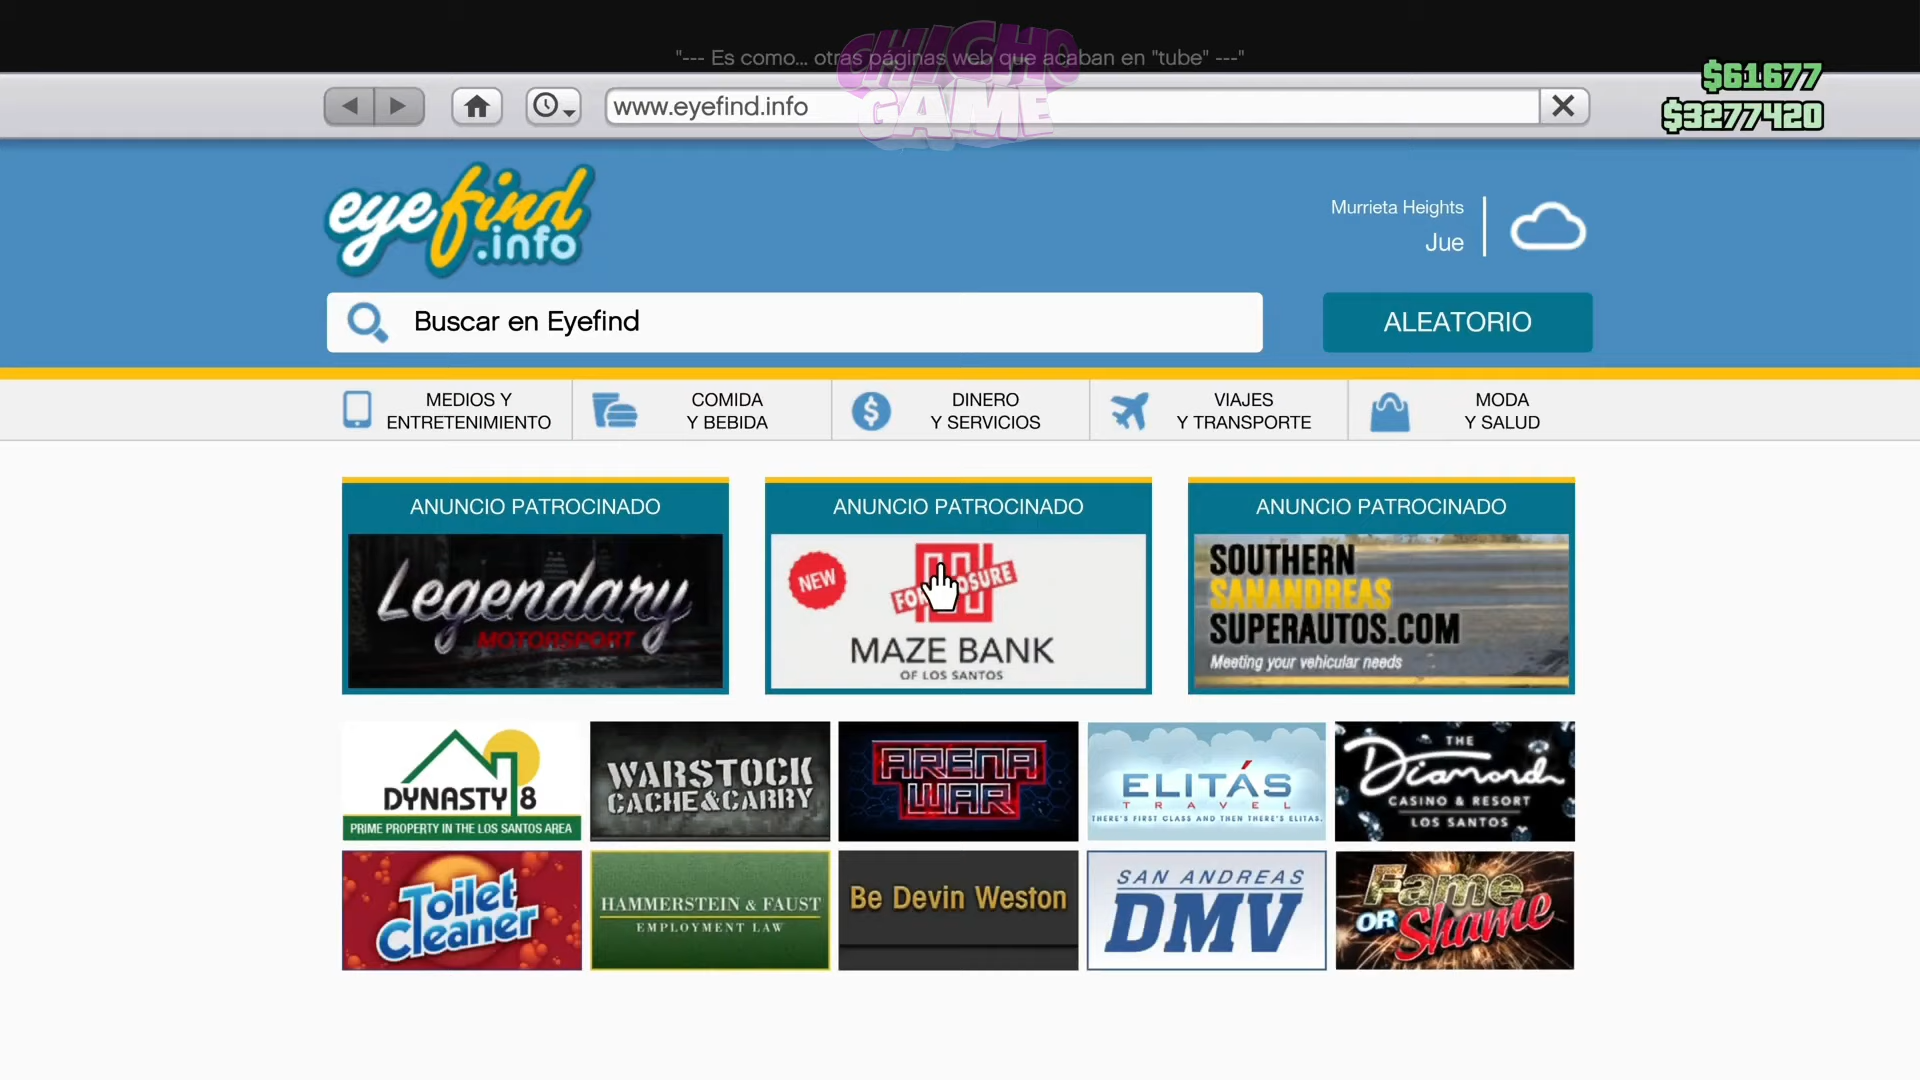 "--- Es como... otras páginas web que acaban en "tube" ---"
CHICHO
GAME
www.eyefind.info
$61677
$3277420
eyefind
.info
Murrieta Heights
Jue
Buscar en Eyefind
ALEATORIO
MEDIOS Y
ENTRETENIMIENTO
COMIDA
Y BEBIDA
DINERO
Y SERVICIOS
VIAJES
Y TRANSPORTE
MODA
Y SALUD
ANUNCIO PATROCINADO
Legendary
MOTORSPORT
ANUNCIO PATROCINADO
NEW
MAZE BANK
OF LOS SANTOS
ANUNCIO PATROCINADO
SOUTHERN
SANANDREAS
SUPERAUTOS.COM
Meeting your vehicular needs
DYNASTY 8
PRIME PROPERTY IN THE LOS SANTOS AREA
WARSTOCK
CACHE&CARRY
ARENA
WAR
ELITÁS
TRAVEL
THERE'S FIRST CLASS AND THEN THERE'S ELITAS.
THE
Diamond
CASINO & RESORT
LOS SANTOS
Toilet
Cleaner
HAMMERSTEIN & FAUST
EMPLOYMENT LAW
Be Devin Weston
SAN ANDREAS
DMV
Fame
OR Shame